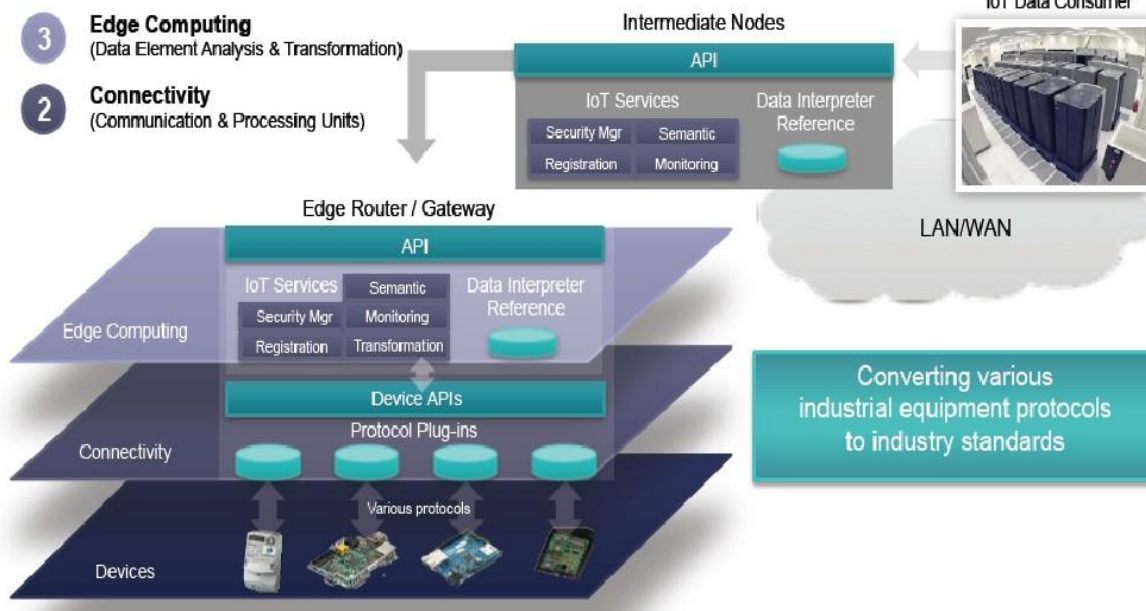 IoT Data Consumer
3 Edge Computing
(Data Element Analysis & Transformation)
2 Connectivity
(Communication & Processing Units)
Intermediate Nodes
API
IoT Services
Security Mgr
Semantic
Registration
Monitoring
Data Interpreter
Reference
LAN/WAN
Edge Router / Gateway
API
IoT Services
Semantic
Security Mgr
Monitoring
Registration
Transformation
Data Interpreter
Reference
Edge Computing
Device APIs
Protocol Plug-ins
Connectivity
Various protocols
Devices
Converting various
industrial equipment protocols
to industry standards